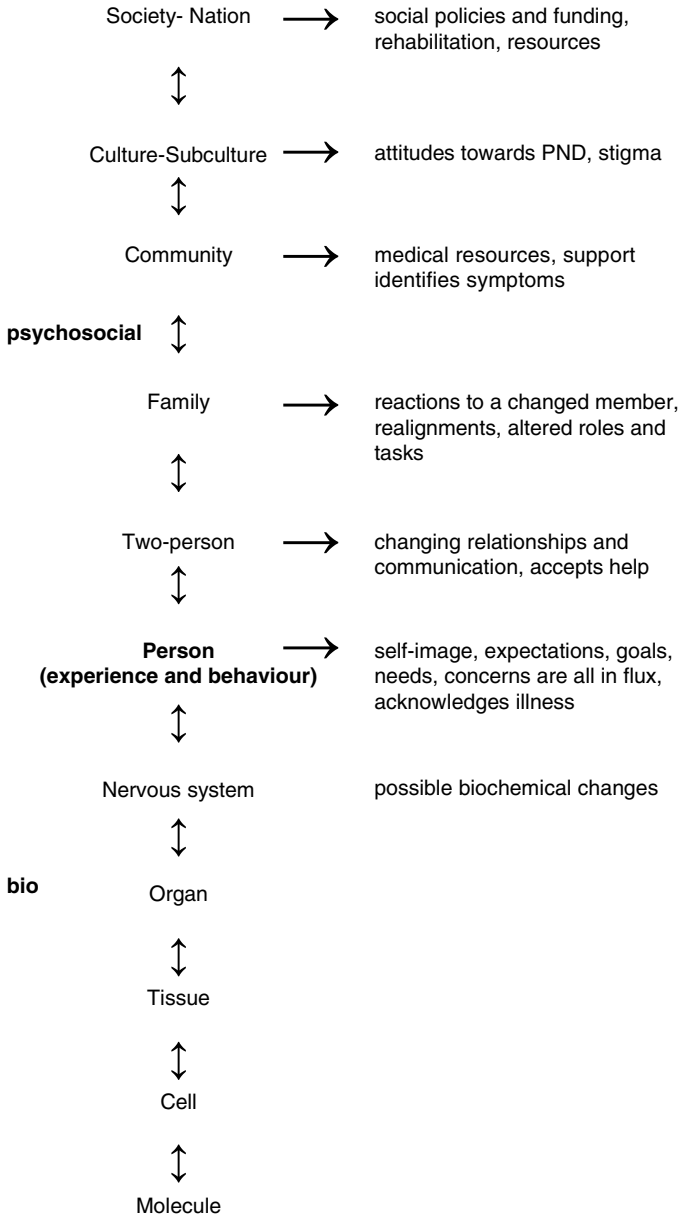 Society- Nation
social policies and funding,
rehabilitation, resources
Culture-Subculture
attitudes towards PND, stigma
Community
medical resources, support
identifies symptoms
psychosocial
Family
reactions to a changed member,
realignments, altered roles and
tasks
Two-person
changing relationships and
communication, accepts help
Person
(experience and behaviour)
self-image, expectations, goals,
needs, concerns are all in flux,
acknowledges illness
Nervous system
possible biochemical changes
bio
Organ
Tissue
Cell
Molecule